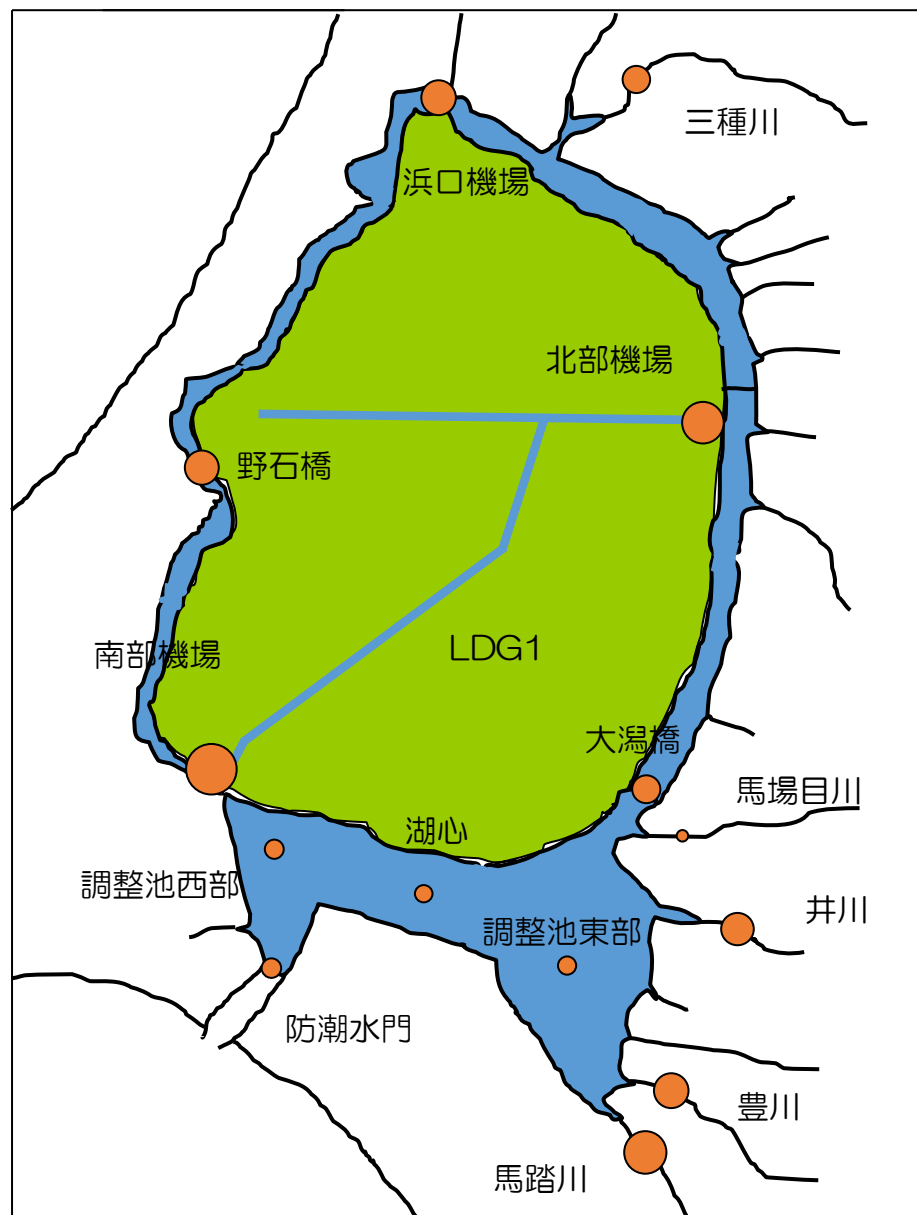 三種川
浜口機場
北部機場
野石橋
南部機場
LDG1
大潟橋
馬場目川
湖心
調整池西部
井川
調整池東部
防潮水門
豊川
馬踏川